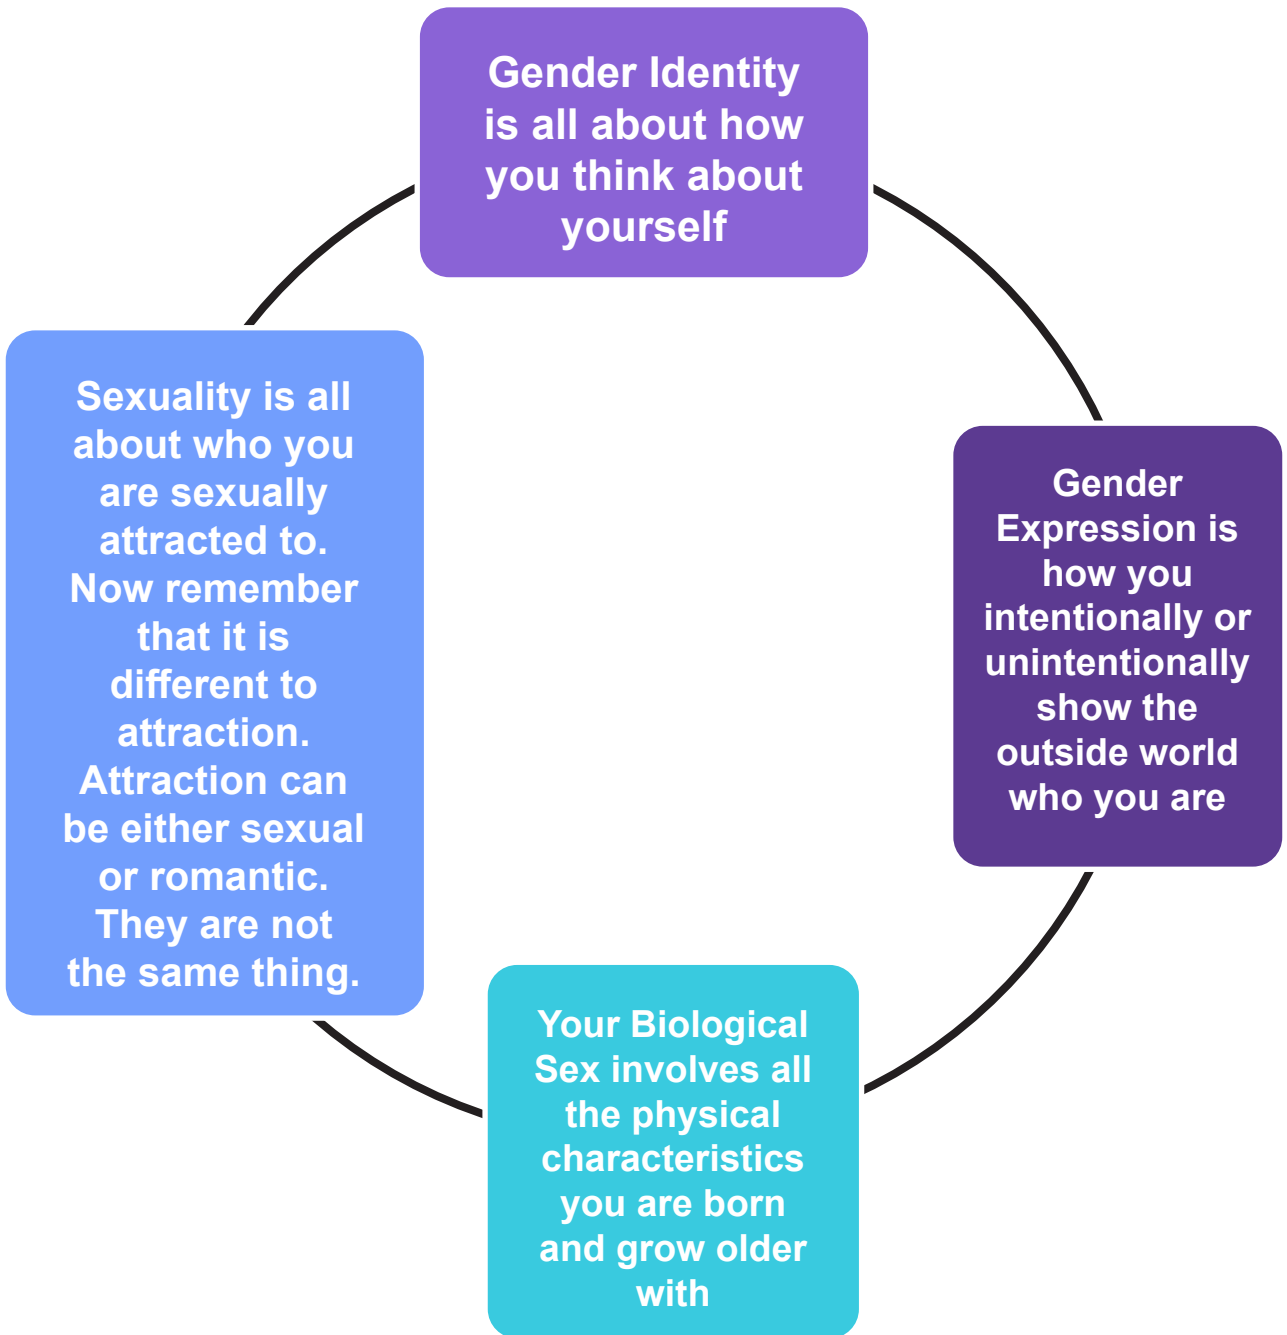 Gender Identity
is all about how
you think about
yourself
Sexuality is all
about who you
are sexually
attracted to.
Now remember
that it is
different to
attraction.
Attraction can
be either sexual
or romantic.
They are not
the same thing.
Gender
Expression is
how you
intentionally or
unintentionally
show the
outside world
who you are
Your Biological
Sex involves all
the physical
characteristics
you are born
and grow older
with